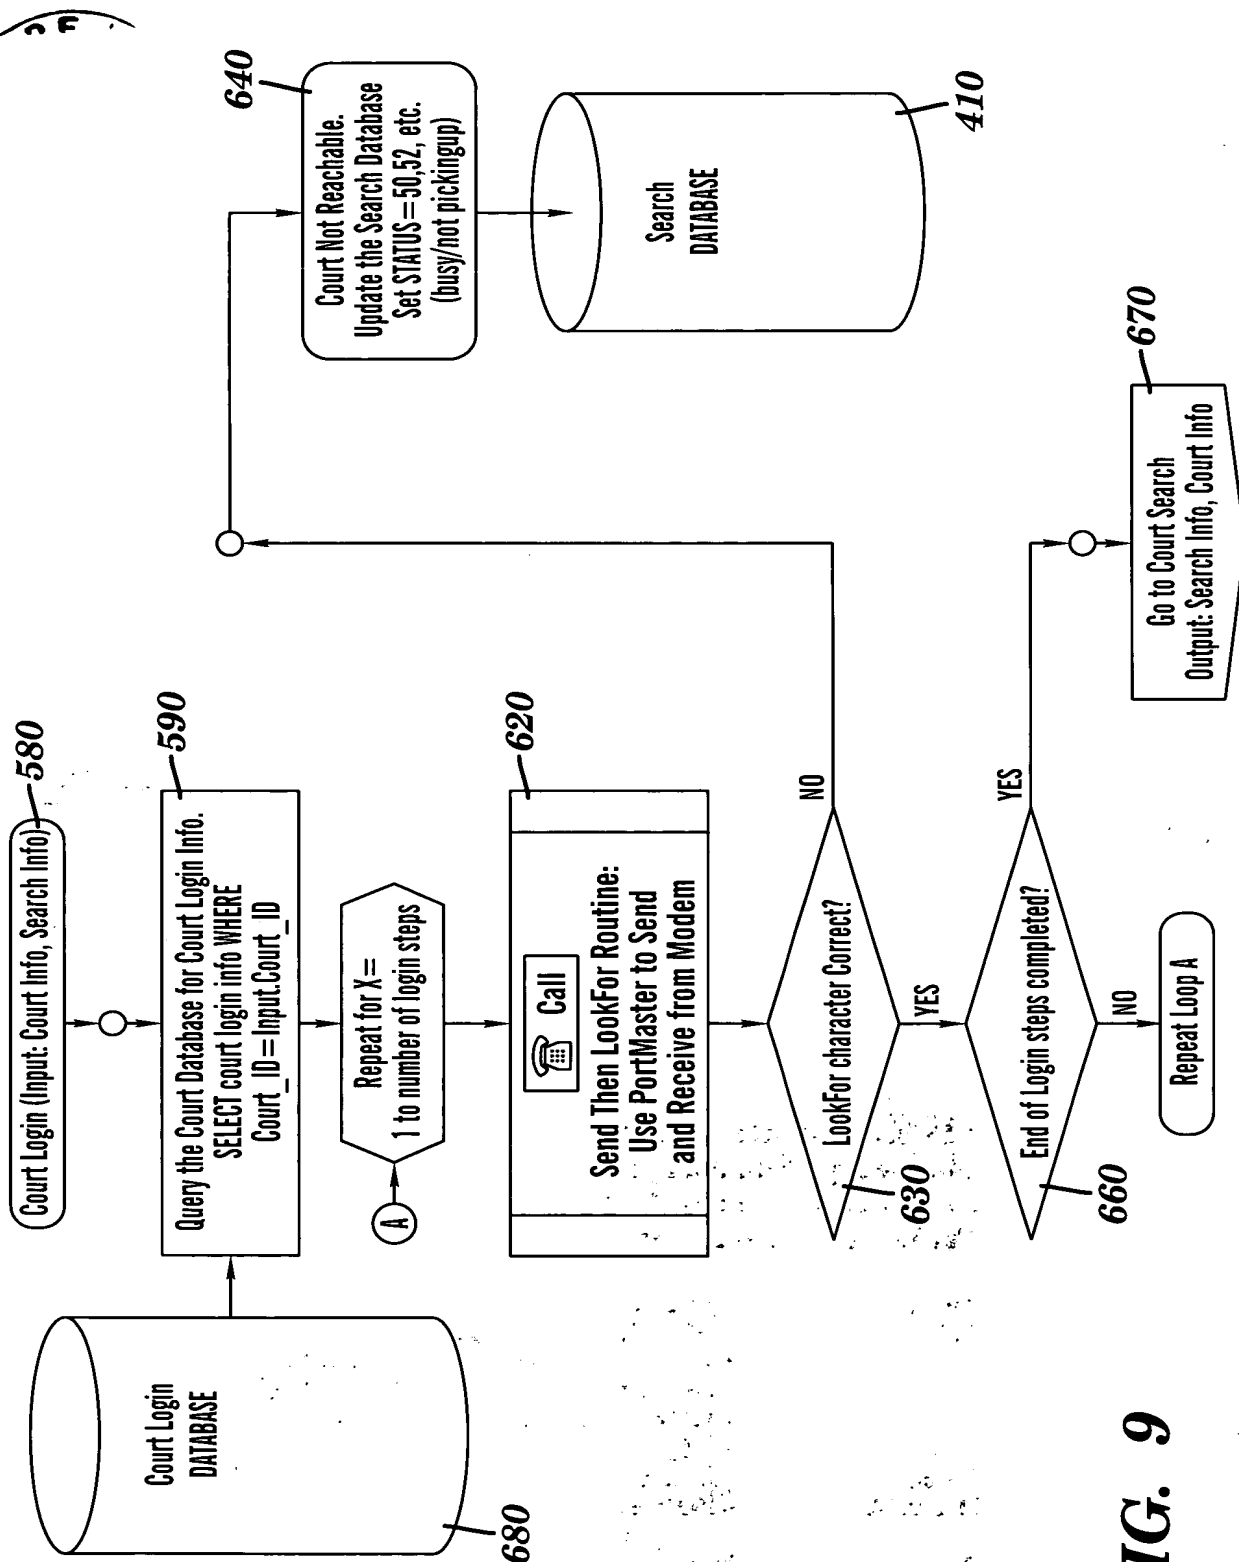 Court Login (Input: Court Info, Search Info)
580
Court Login
DATABASE
680
Query the Court Database for Court Login Info.
SELECT court login info WHERE
Court_ID=Input.Court_ID
590
A
Repeat for X=
1 to number of login steps
Call
Send Then LookFor Routine:
Use PortMaster to Send
and Receive from Modem
620
LookFor character Correct?
630
NO
YES
Court Not Reachable.
Update the Search Database
Set STATUS=50,52, etc.
(busy/not pickingup)
640
Search
DATABASE
410
End of Login steps completed?
660
YES
NO
Repeat Loop A
Go to Court Search
Output: Search Info, Court Info
670
IG. 9